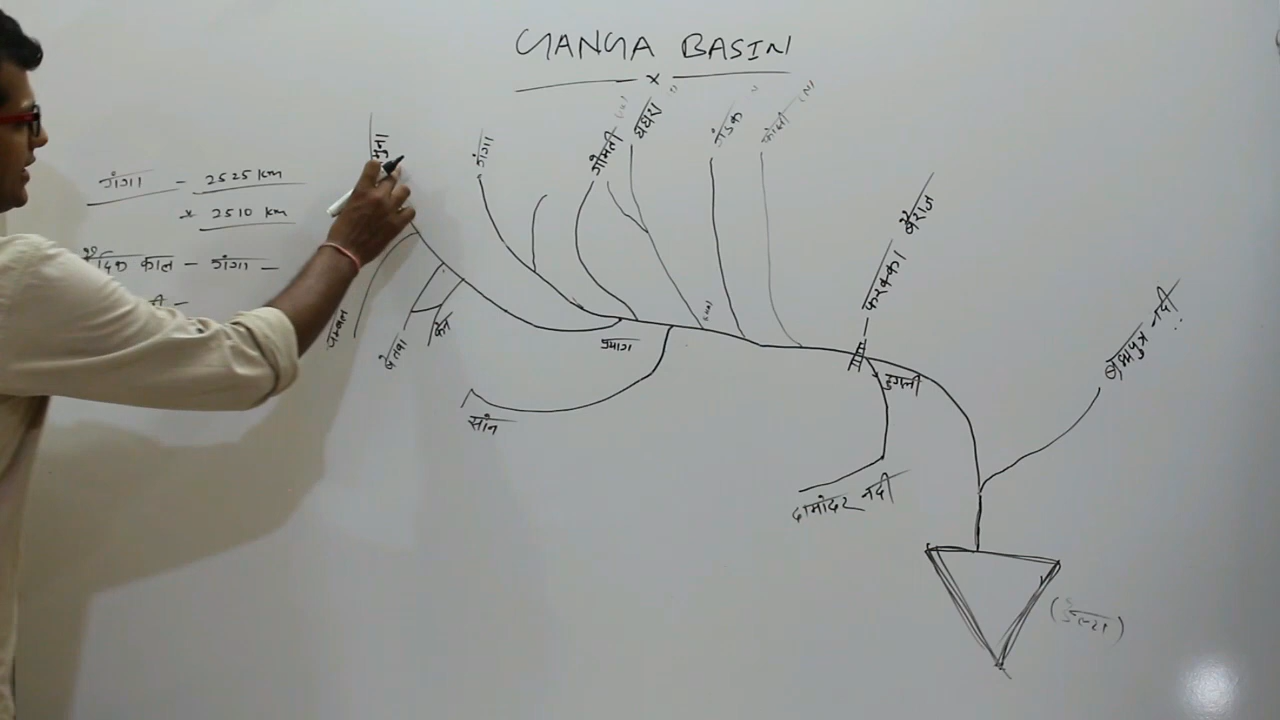 GANGA BASIN
x
गंगा - 2525 km
* 2510 km
काल - गंगा -
गंगा
गोमती
घाघरा "
गंडक "
कोसी (N)
फरक्का बैराज
ब्रह्मपुत्र नदी
चम्बल
बेतवा
केन
प्रयाग
सोन
हुगली
दामोदर नदी
(डेल्टा)